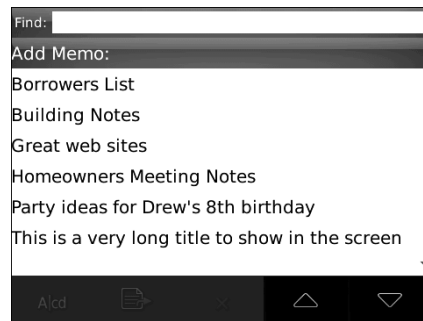 Find:
Add Memo:
Borrowers List
Building Notes
Great web sites
Homeowners Meeting Notes
Party ideas for Drew's 8th birthday
This is a very long title to show in the screen
A|cd